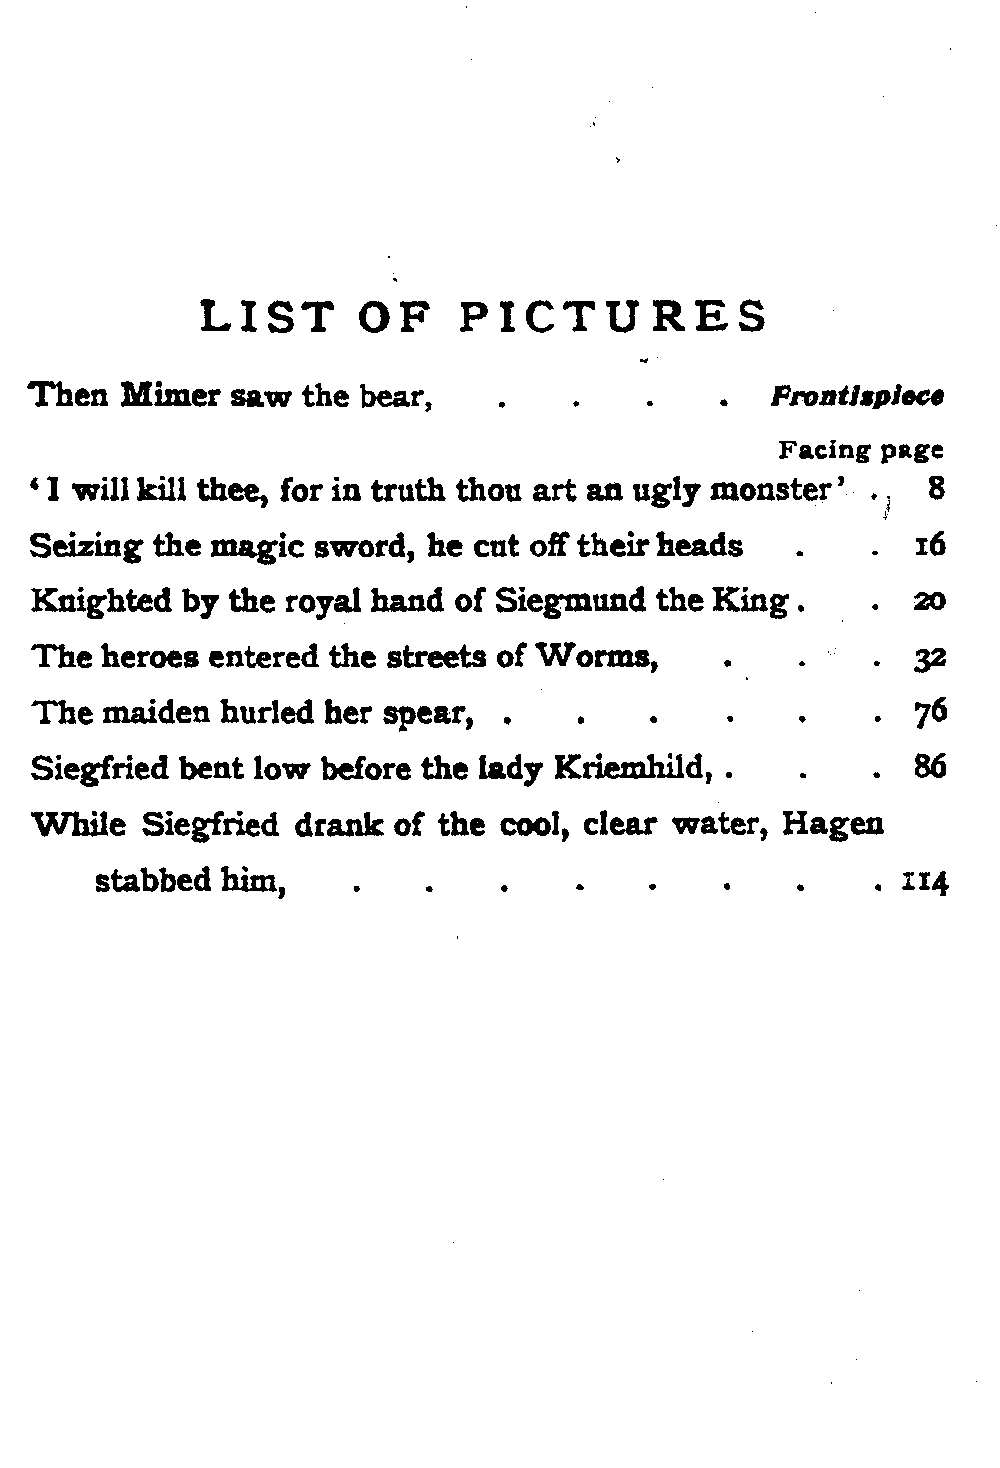 LIST OF PICTURES
Then Mimer saw the bear, . . . . Frontispiece
Facing page
‘I will kill thee, for in truth thou art an ugly monster’ . 8
Seizing the magic sword, he cut off their heads . . 16
Knighted by the royal hand of Siegmund the King . . 20
The heroes entered the streets of Worms, . . . 32
The maiden hurled her spear, . . . . . . 76
Siegfried bent low before the lady Kriemhild, . . . 86
While Siegfried drank of the cool, clear water, Hagen
stabbed him, . . . . . . . . 114